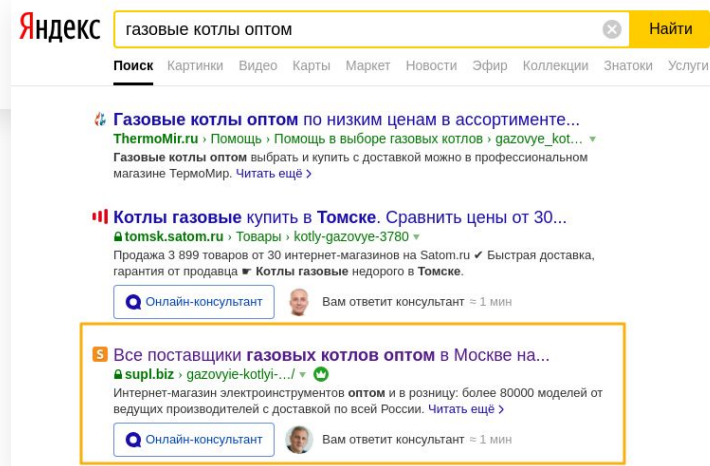 Яндекс
газовые котлы оптом
Найти
Поиск Картинки Видео Карты Маркет Новости Эфир Коллекции Знатоки Услуги
Газовые котлы оптом по низким ценам в ассортименте...
ThermoMir.ru › Помощь › Помощь в выборе газовых котлов › gazovye_kot…
Газовые котлы оптом выбрать и купить с доставкой можно в профессиональном
магазине ТермоМир. Читать ещё ›
Котлы газовые купить в Томске. Сравнить цены от 30...
tomsk.satom.ru › Товары › kotly-gazovye-3780
Продажа 3 899 товаров от 30 интернет-магазинов на Satom.ru ✔ Быстрая доставка,
гарантия от продавца ☛ Котлы газовые недорого в Томске.
Онлайн-консультант Вам ответит консультант ≈ 1 мин
S
Все поставщики газовых котлов оптом в Москве на...
supl.biz › gazovyie-kotlyi-…/
Интернет-магазин электроинструментов оптом и в розницу: более 80000 моделей от
ведущих производителей с доставкой по всей России. Читать ещё ›
Онлайн-консультант Вам ответит консультант ≈ 1 мин